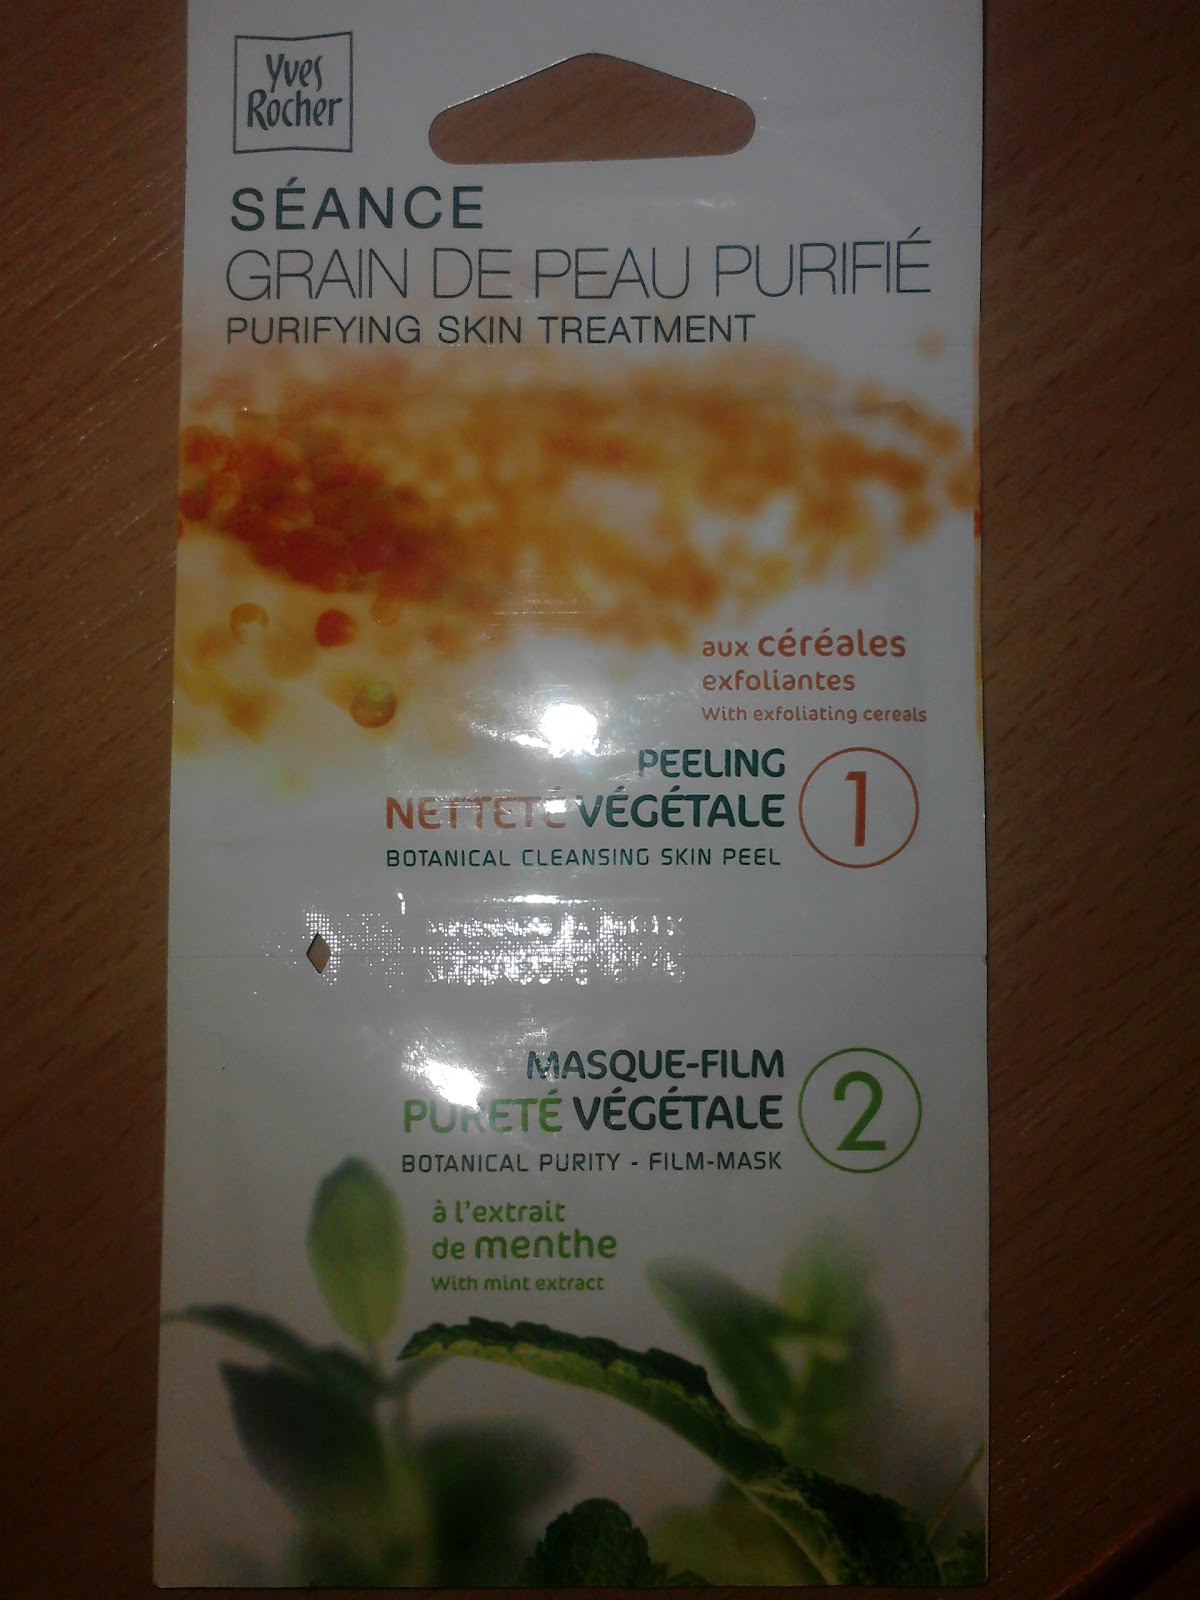 Yves
Rocher
SÉANCE
GRAIN DE PEAU PURIFIÉ
PURIFYING SKIN TREATMENT
aux céréales
exfoliantes
With exfoliating cereals
PEELING
NETTETÉ VÉGÉTALE
1
BOTANICAL CLEANSING SKIN PEEL
MASQUE-FILM
PURETÉ VÉGÉTALE
2
BOTANICAL PURITY - FILM-MASK
à l'extrait
de menthe
With mint extract